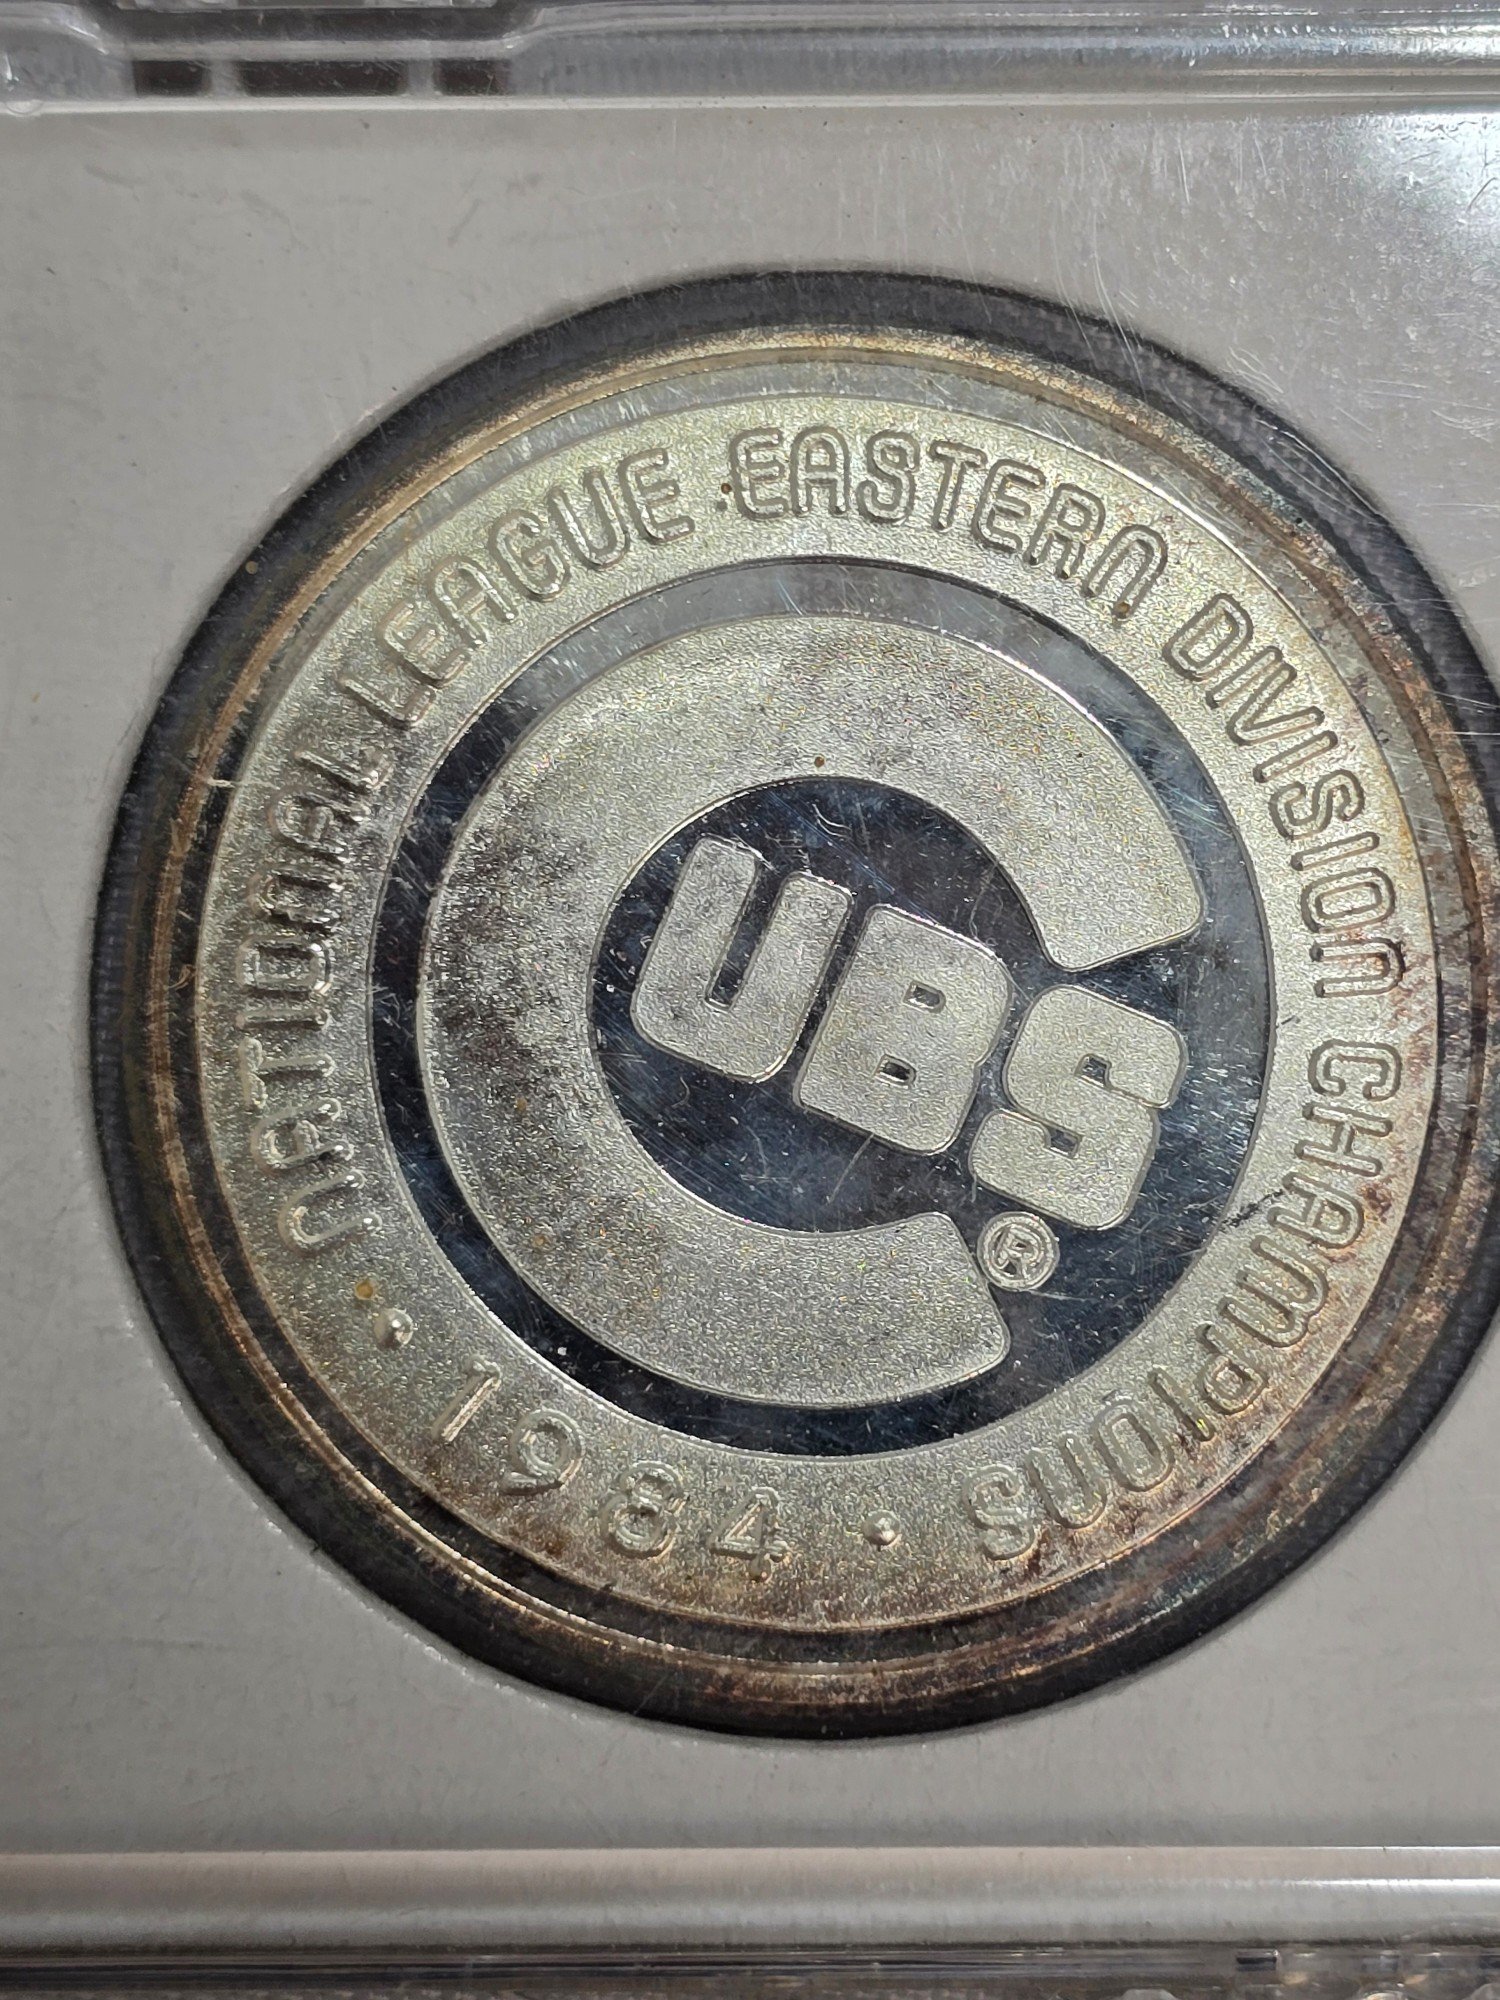 NATIONAL LEAGUE EASTERN DIVISION CHAMPIONS
• 1984 •
CUBS ®